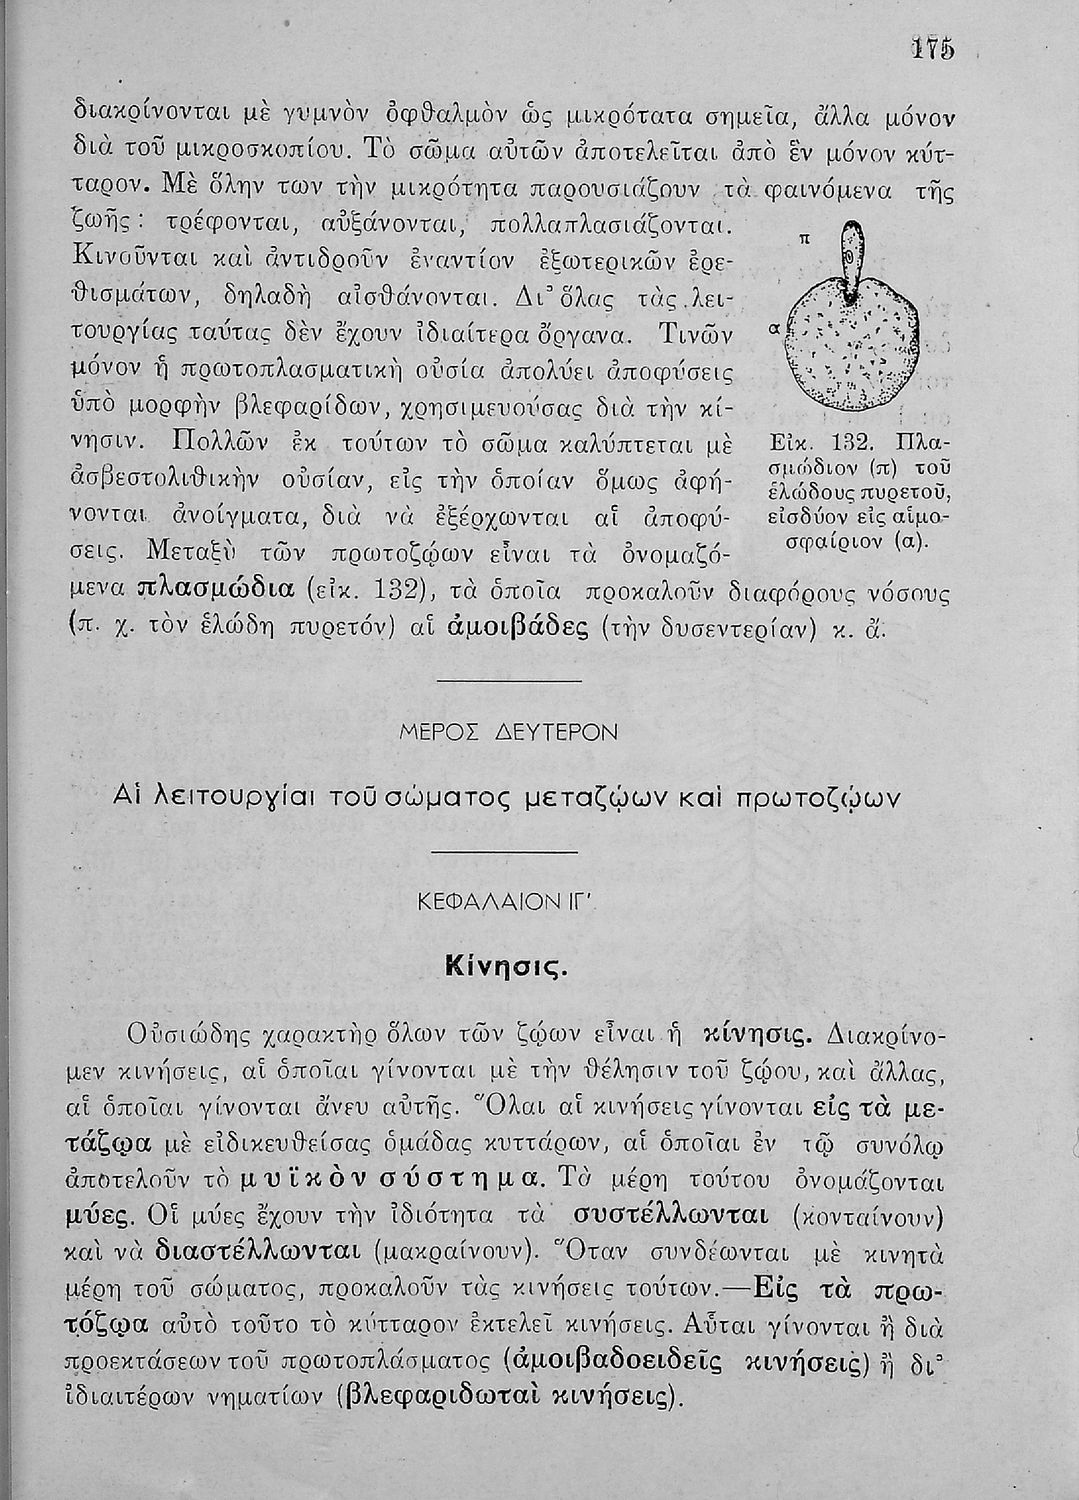 175
διακρίνονται μὲ γυμνὸν ὀφθαλμὸν ὡς μικρότατα σημεῖα, ἄλλα μόνον
διὰ τοῦ μικροσκοπίου. Τὸ σῶμα αὐτῶν ἀποτελεῖται ἀπὸ ἓν μόνον κύτ-
ταρον. Μὲ ὅλην των τὴν μικρότητα παρουσιάζουν τὰ φαινόμενα τῆς
ζωῆς : τρέφονται, αὐξάνονται, πολλαπλασιάζονται.
Κινοῦνται καὶ ἀντιδροῦν ἐναντίον ἐξωτερικῶν ἐρε-
θισμάτων, δηλαδὴ αἰσθάνονται. Δι᾿ ὅλας τὰς λει-
τουργίας ταύτας δὲν ἔχουν ἰδιαίτερα ὄργανα. Τινῶν
μόνον ἡ πρωτοπλασματικὴ οὐσία ἀπολύει ἀποφύσεις
ὑπὸ μορφὴν βλεφαρίδων, χρησιμευούσας διὰ τὴν κί-
νησιν. Πολλῶν ἐκ τούτων τὸ σῶμα καλύπτεται μὲ
ἀσβεστολιθικὴν οὐσίαν, εἰς τὴν ὁποίαν ὅμως ἀφή-
νονται ἀνοίγματα, διὰ νὰ ἐξέρχωνται αἱ ἀποφύ-
σεις. Μεταξὺ τῶν πρωτοζῴων εἶναι τὰ ὀνομαζό-
μενα πλασμώδια (εἰκ. 132), τὰ ὁποῖα προκαλοῦν διαφόρους νόσους
(π. χ. τὸν ἑλώδη πυρετόν) αἱ ἀμοιβάδες (τὴν δυσεντερίαν) κ. ἄ.
π
α
Εἰκ. 132. Πλα-
σμώδιον (π) τοῦ
ἑλώδους πυρετοῦ,
εἰσδύον εἰς αἱμο-
σφαίριον (α).
ΜΕΡΟΣ ΔΕΥΤΕΡΟΝ
Αἱ λειτουργίαι τοῦ σώματος μεταζῴων καὶ πρωτοζῴων
ΚΕΦΑΛΑΙΟΝ ΙΓ'
Κίνησις.
Οὐσιώδης χαρακτὴρ ὅλων τῶν ζῴων εἶναι ἡ κίνησις. Διακρίνο-
μεν κινήσεις, αἱ ὁποῖαι γίνονται μὲ τὴν θέλησιν τοῦ ζῴου, καὶ ἄλλας,
αἱ ὁποῖαι γίνονται ἄνευ αὐτῆς. Ὅλαι αἱ κινήσεις γίνονται εἰς τὰ με-
τάζῳα μὲ εἰδικευθείσας ὁμάδας κυττάρων, αἱ ὁποῖαι ἐν τῷ συνόλῳ
ἀποτελοῦν τὸ μυϊκὸν σύστημα. Τὰ μέρη τούτου ὀνομάζονται
μύες. Οἱ μύες ἔχουν τὴν ἰδιότητα τὰ συστέλλωνται (κονταίνουν)
καὶ νὰ διαστέλλωνται (μακραίνουν). Ὅταν συνδέωνται μὲ κινητὰ
μέρη τοῦ σώματος, προκαλοῦν τὰς κινήσεις τούτων.—Εἰς τὰ πρω-
τόζῳα αὐτὸ τοῦτο τὸ κύτταρον ἐκτελεῖ κινήσεις. Αὗται γίνονται ἢ διὰ
προεκτάσεων τοῦ πρωτοπλάσματος (ἀμοιβαδοειδεῖς κινήσεις) ἢ δι᾿
ἰδιαιτέρων νηματίων (βλεφαριδωταὶ κινήσεις).